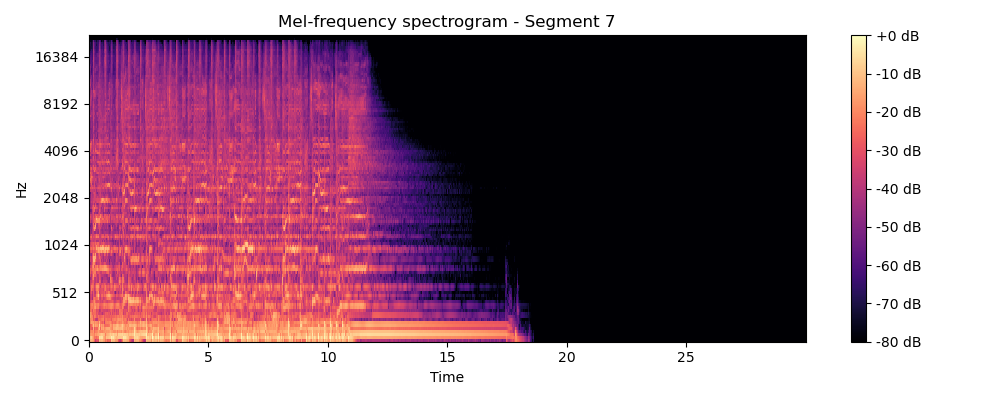 Mel-frequency spectrogram - Segment 7
Hz
16384
8192
4096
2048
1024
512
0
0 5 10 15 20 25
Time
+0 dB
-10 dB
-20 dB
-30 dB
-40 dB
-50 dB
-60 dB
-70 dB
-80 dB